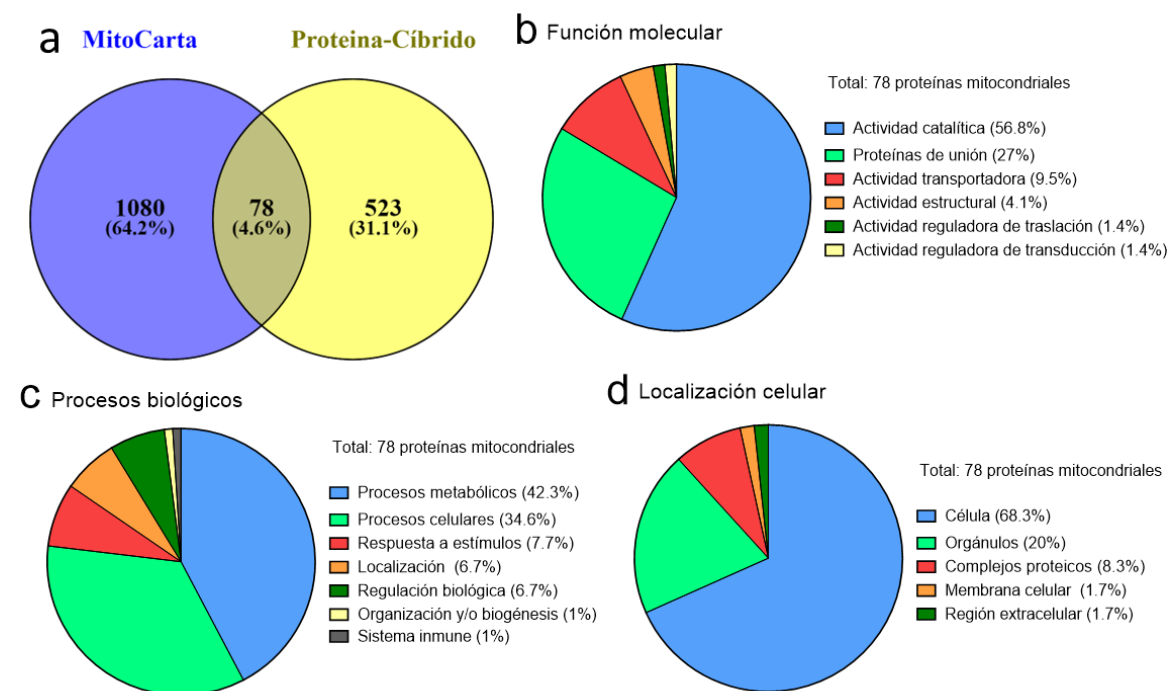 a
MitoCarta
Proteina-Cíbrido
1080
(64.2%)
78
(4.6%)
523
(31.1%)
b Función molecular
Total: 78 proteínas mitocondriales
Actividad catalítica (56.8%)
Proteínas de unión (27%)
Actividad transportadora (9.5%)
Actividad estructural (4.1%)
Actividad reguladora de traslación (1.4%)
Actividad reguladora de transducción (1.4%)
c Procesos biológicos
Total: 78 proteínas mitocondriales
Procesos metabólicos (42.3%)
Procesos celulares (34.6%)
Respuesta a estímulos (7.7%)
Localización (6.7%)
Regulación biológica (6.7%)
Organización y/o biogénesis (1%)
Sistema inmune (1%)
d Localización celular
Total: 78 proteínas mitocondriales
Célula (68.3%)
Orgánulos (20%)
Complejos proteicos (8.3%)
Membrana celular (1.7%)
Región extracelular (1.7%)